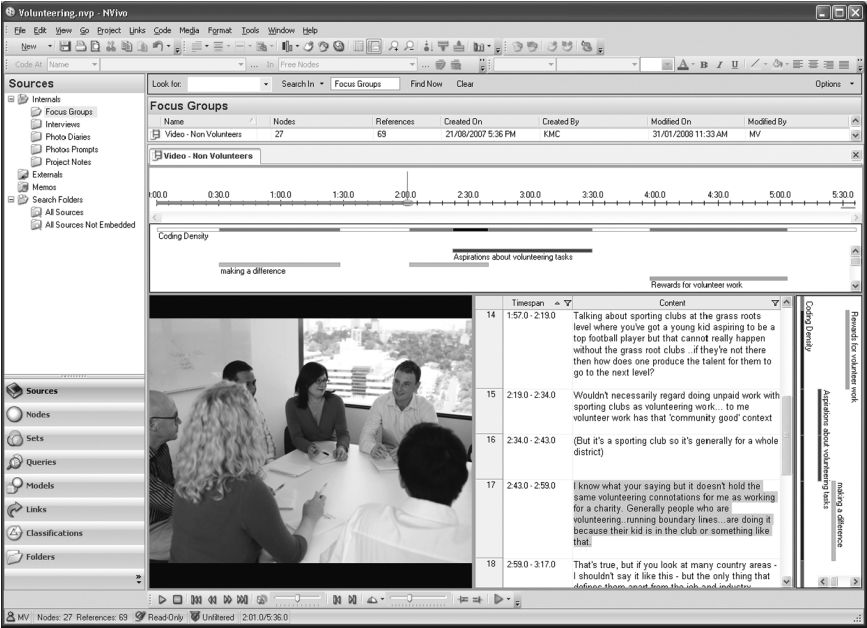 Volunteering.nvp - NVivo
File Edit View Go Project Links Code Media Format Tools Window Help
New
Code At Name In Free Nodes
Sources
Internals
Focus Groups
Interviews
Photo Diaries
Photos Prompts
Project Notes
Externals
Memos
Search Folders
All Sources
All Sources Not Embedded
Sources
Nodes
Sets
Queries
Models
Links
Classifications
Folders
Look for: Search In Focus Groups Find Now Clear Options
Focus Groups
Name Nodes References Created On Created By Modified On Modified By
Video - Non Volunteers 27 69 21/08/2007 5:36 PM KMC 31/01/2008 11:33 AM MV
Video - Non Volunteers
:00.0 0:30.0 1:00.0 1:30.0 2:00.0 2:30.0 3:00.0 3:30.0 4:00.0 4:30.0 5:00.0 5:30.0
Coding Density
Aspirations about volunteering tasks
making a difference
Rewards for volunteer work
Timespan Content
14 1:57.0 - 2:19.0 Talking about sporting clubs at the grass roots
level where you've got a young kid aspiring to be a
top football player but that cannot really happen
without the grass root clubs ..if they're not there
then how does one produce the talent for them to
go to the next level?
15 2:19.0 - 2:34.0 Wouldn't necessarily regard doing unpaid work with
sporting clubs as volunteering work... to me
volunteer work has that 'community good' context
16 2:34.0 - 2:43.0 (But it's a sporting club so it's generally for a whole
district)
17 2:43.0 - 2:59.0 I know what your saying but it doesn't hold the
same volunteering connotations for me as working
for a charity. Generally people who are
volunteering..running boundary lines...are doing it
because their kid is in the club or something like
that.
18 2:59.0 - 3:17.0 That's true, but if you look at many country areas -
I shouldn't say it like this - but the only thing that
defines them apart from the job and industry
Coding Density
Aspirations about volunteering tasks
making a difference
Rewards for volunteer work
MV Nodes: 27 References: 69 Read-Only Unfiltered 2:01.0/5:36.0